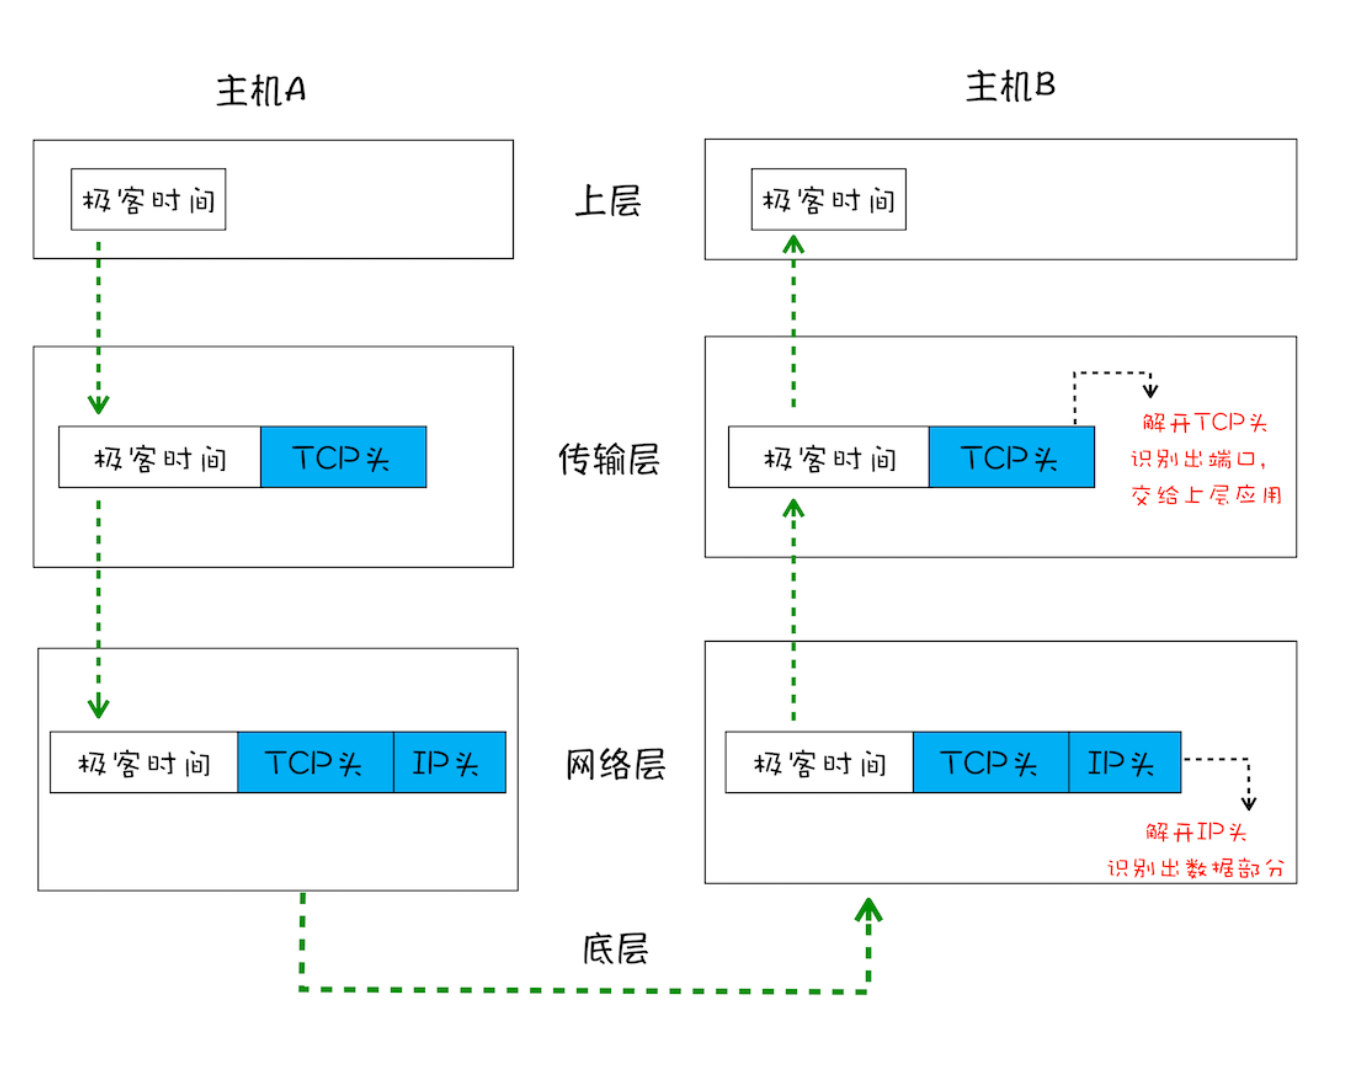 主机A
主机B
极客时间
上层
极客时间
极客时间
TCP头
传输层
极客时间
TCP头
解开TCP头
识别出端口,
交给上层应用
极客时间
TCP头
IP头
网络层
极客时间
TCP头
IP头
解开IP头
识别出数据部分
底层